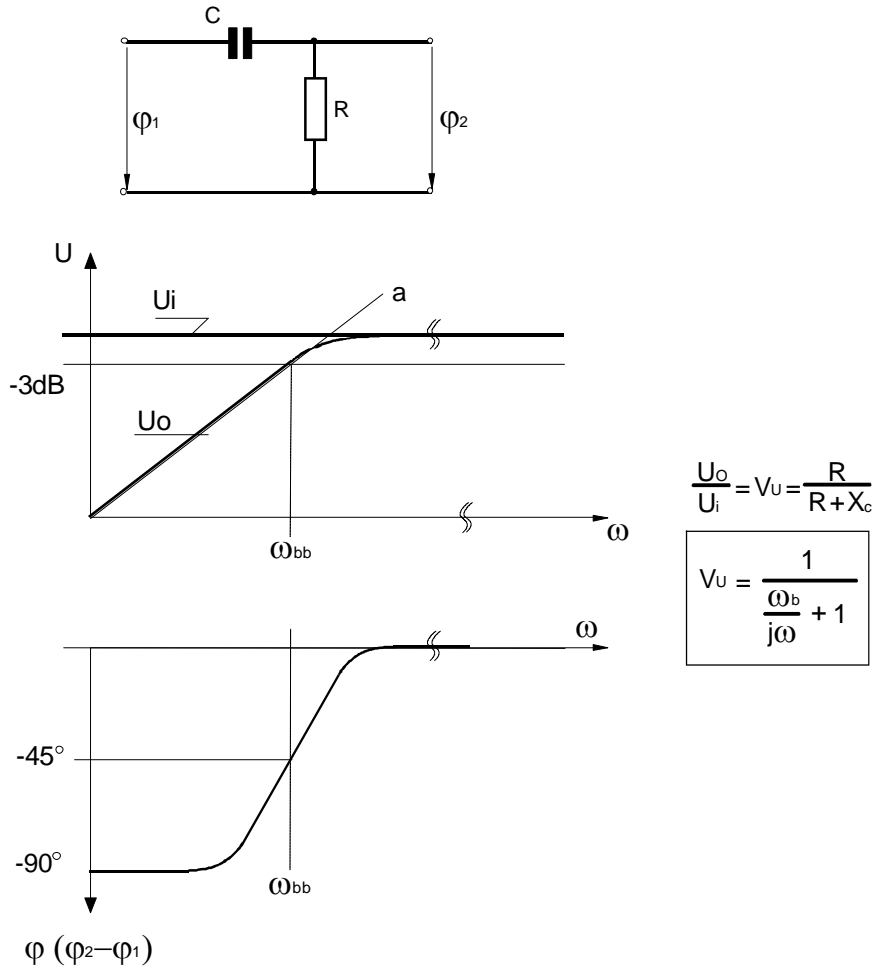 C
R
φ1
φ2
U
Ui
a
-3dB
Uo
ωbb
ω
UO/Ui = VU = R/(R + Xc)
VU = 1/(ωb/jω + 1)
ω
-45°
-90°
ωbb
φ (φ2–φ1)